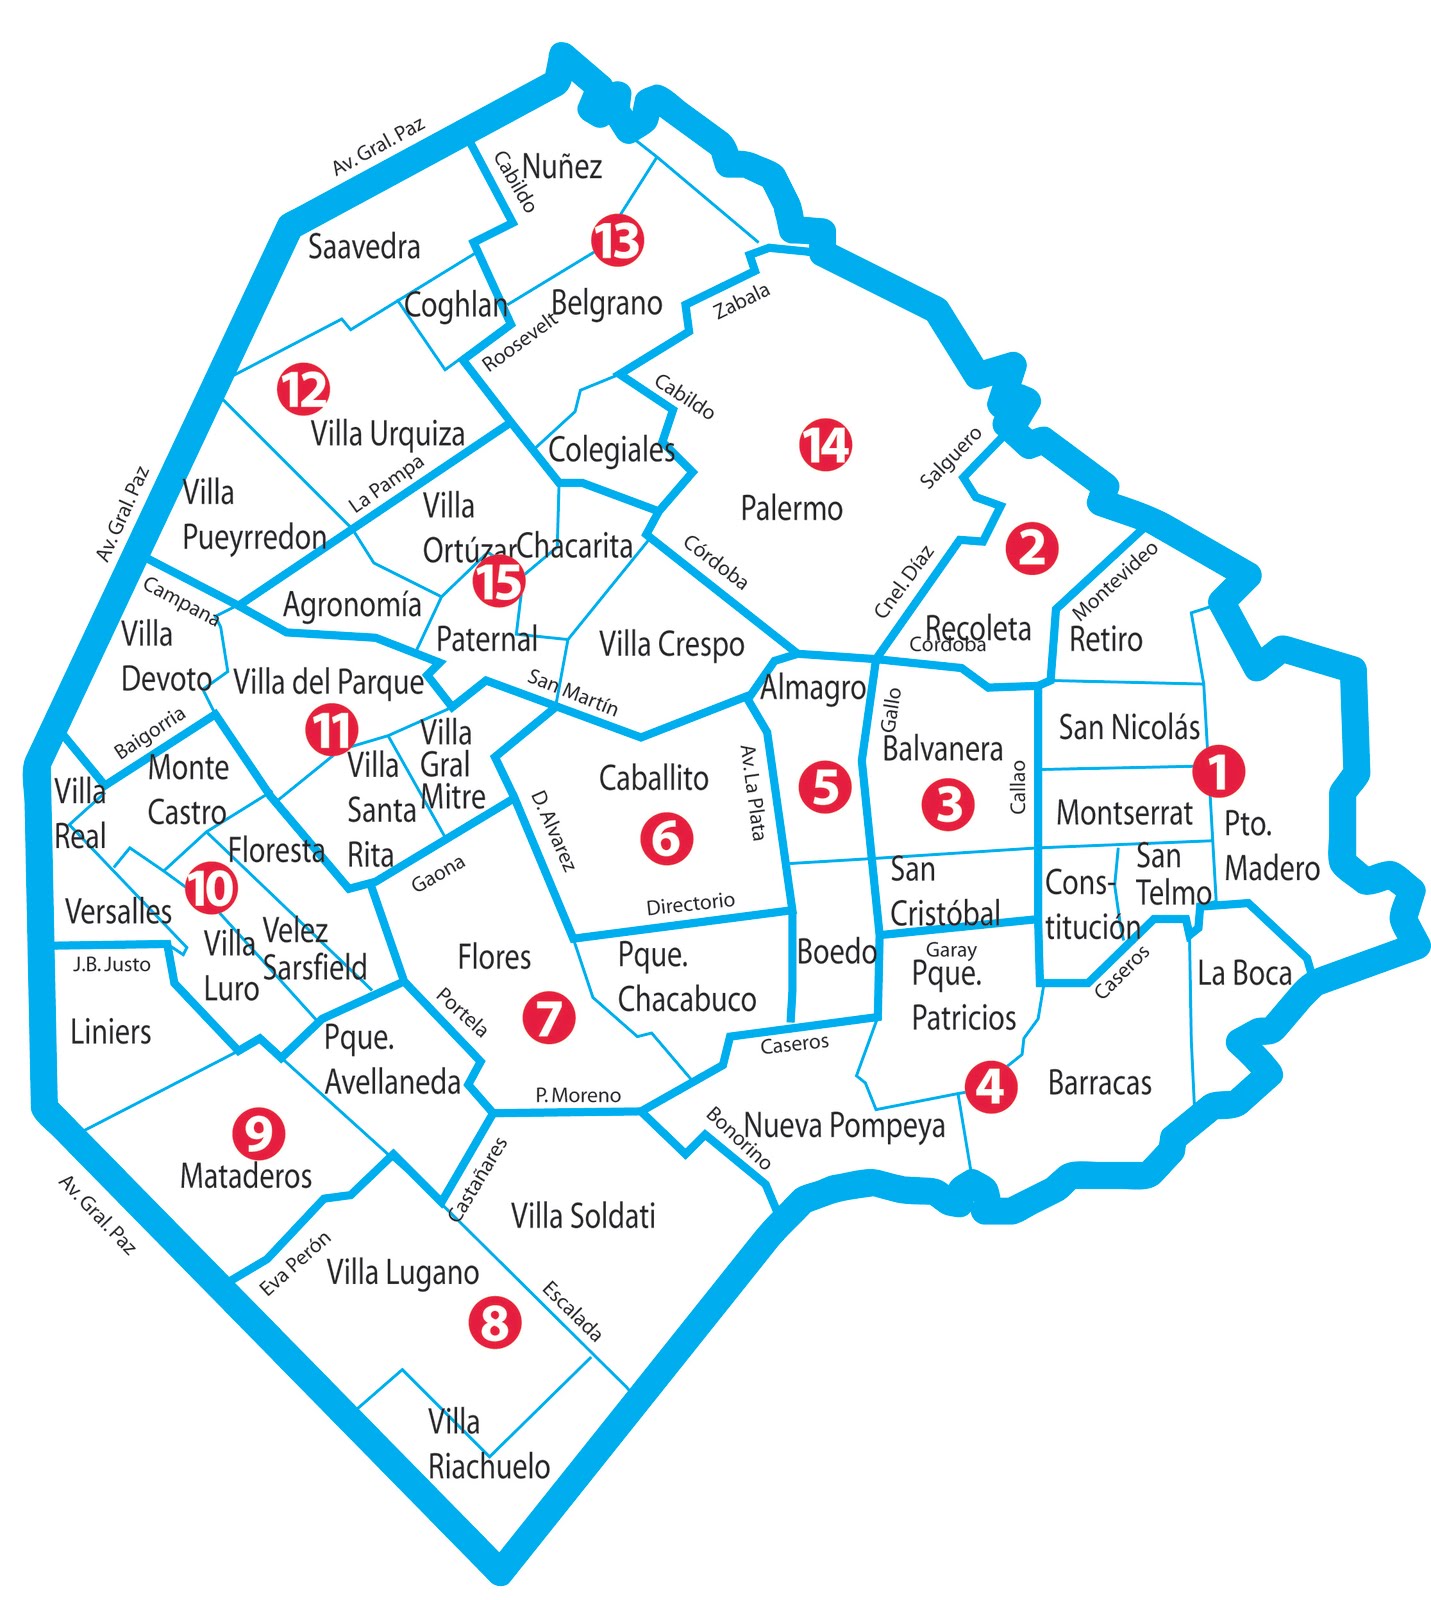 Av. Gral. Paz
Cabildo
Nuñez
Saavedra
13
Coghlan
Belgrano
Zabala
Roosevelt
12
Cabildo
Villa Urquiza
14
Colegiales
Salguero
La Pampa
Palermo
Av. Gral. Paz
Villa
Pueyrredon
Villa
Ortúzar
Chacarita
2
Córdoba
Montevideo
Cnel. Díaz
15
Campana
Agronomía
Recoleta
Córdoba
Retiro
Villa
Devoto
Paternal
Villa Crespo
Villa del Parque
San Martín
Almagro
Gallo
11
Baigorria
Villa
Gral
Mitre
San Nicolás
Balvanera
Monte
Castro
Villa
Santa
Rita
Caballito
Av. La Plata
5
3
Callao
1
Villa
Real
D. Alvarez
6
Montserrat
Pto.
Madero
Floresta
Gaona
San
Telmo
San
Cristóbal
Cons-
titución
10
Versalles
Directorio
Velez
Sarsfield
Villa
Luro
J.B. Justo
Flores
Pque.
Chacabuco
Boedo
Garay
Pque.
Patricios
Caseros
La Boca
Liniers
Portela
7
Pque.
Avellaneda
Caseros
4
Barracas
P. Moreno
9
Mataderos
Bonorino
Nueva Pompeya
Castañares
Av. Gral. Paz
Villa Soldati
Eva Perón
Villa Lugano
8
Escalada
Villa
Riachuelo